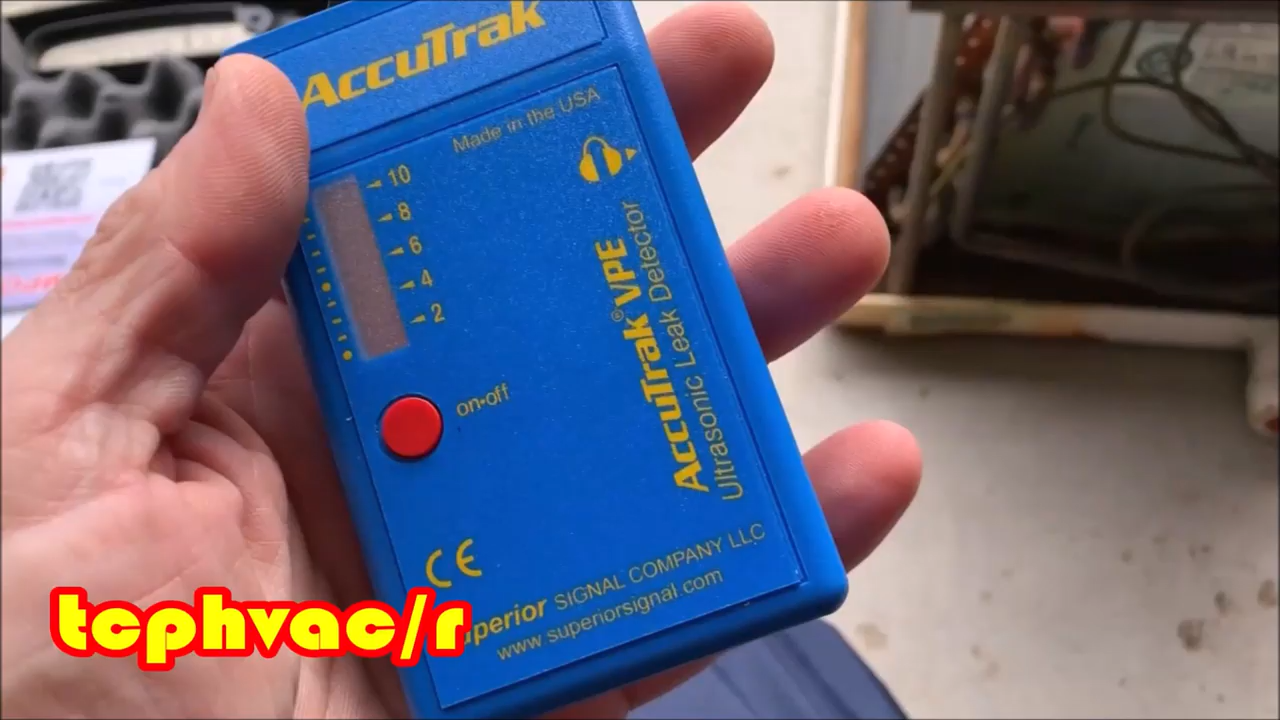 AccuTrak
Made in the USA
10
8
6
4
2
on•off
AccuTrak® VPE
Ultrasonic Leak Detector
CE
Superior SIGNAL COMPANY LLC
www.superiorsignal.com
tcphvac/r